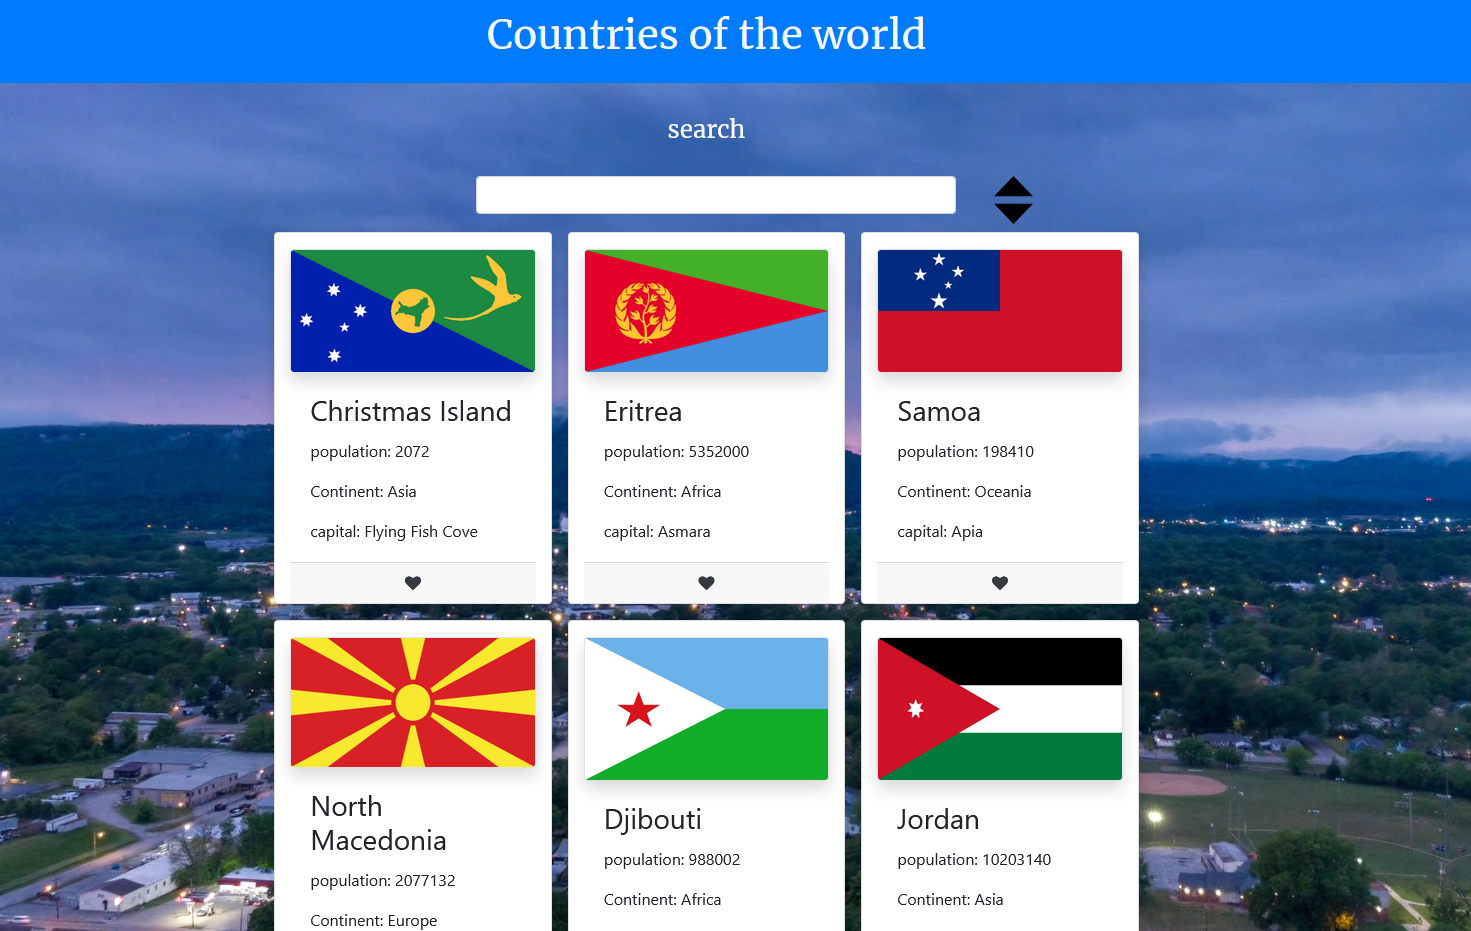 Countries of the world
search
Christmas Island
population: 2072
Continent: Asia
capital: Flying Fish Cove
Eritrea
population: 5352000
Continent: Africa
capital: Asmara
Samoa
population: 198410
Continent: Oceania
capital: Apia
North
Macedonia
population: 2077132
Continent: Europe
Djibouti
population: 988002
Continent: Africa
Jordan
population: 10203140
Continent: Asia